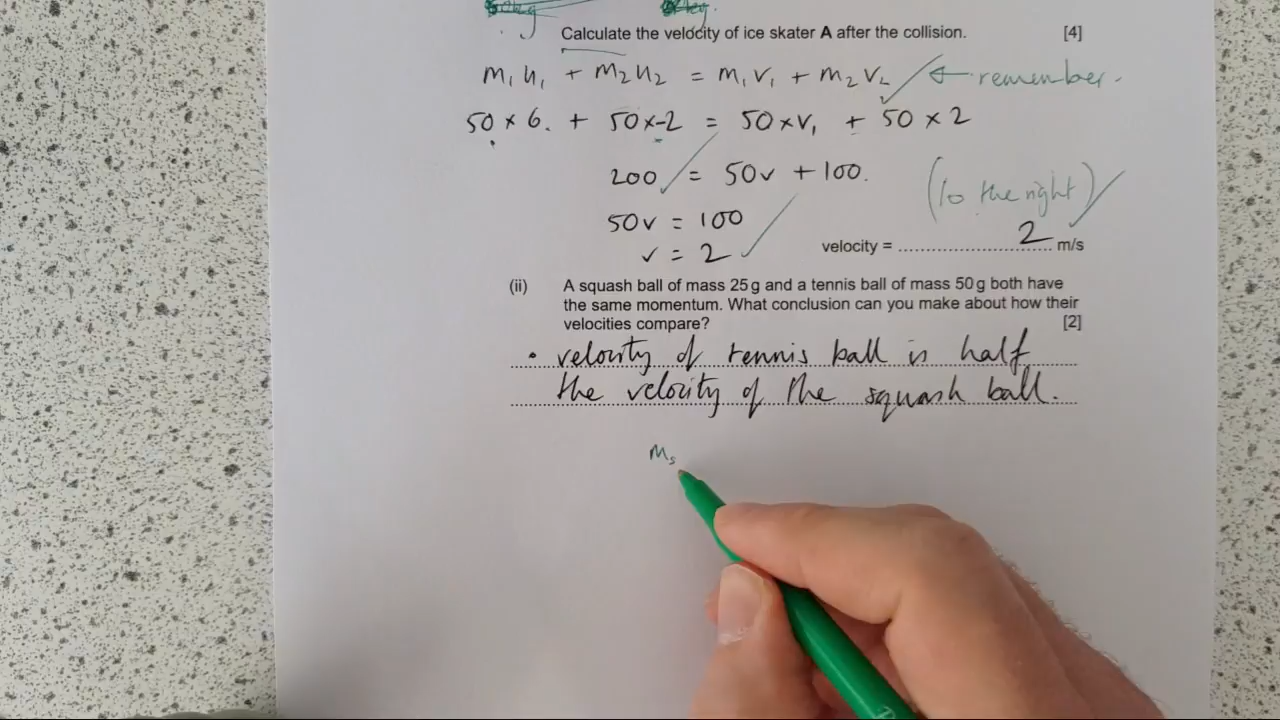 Calculate the velocity of ice skater A after the collision. [4]
m₁u₁ + m₂u₂ = m₁v₁ + m₂v₂ ← remember.
50 × 6. + 50×-2 = 50×v₁ + 50 × 2
200 = 50v + 100.
(to the right)
50v = 100
v = 2
velocity = 2 m/s
(ii) A squash ball of mass 25 g and a tennis ball of mass 50 g both have
the same momentum. What conclusion can you make about how their
velocities compare? [2]
• velocity of tennis ball is half
the velocity of the squash ball.
Ms